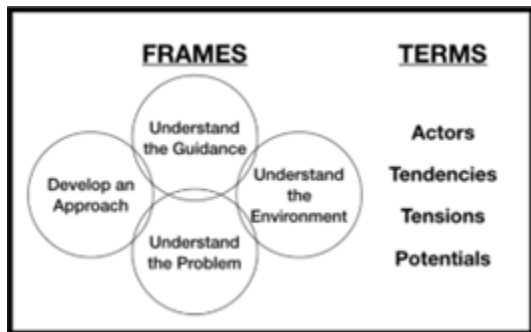 FRAMES
Understand
the Guidance
Develop an
Approach
Understand
the
Environment
Understand
the Problem
TERMS
Actors
Tendencies
Tensions
Potentials